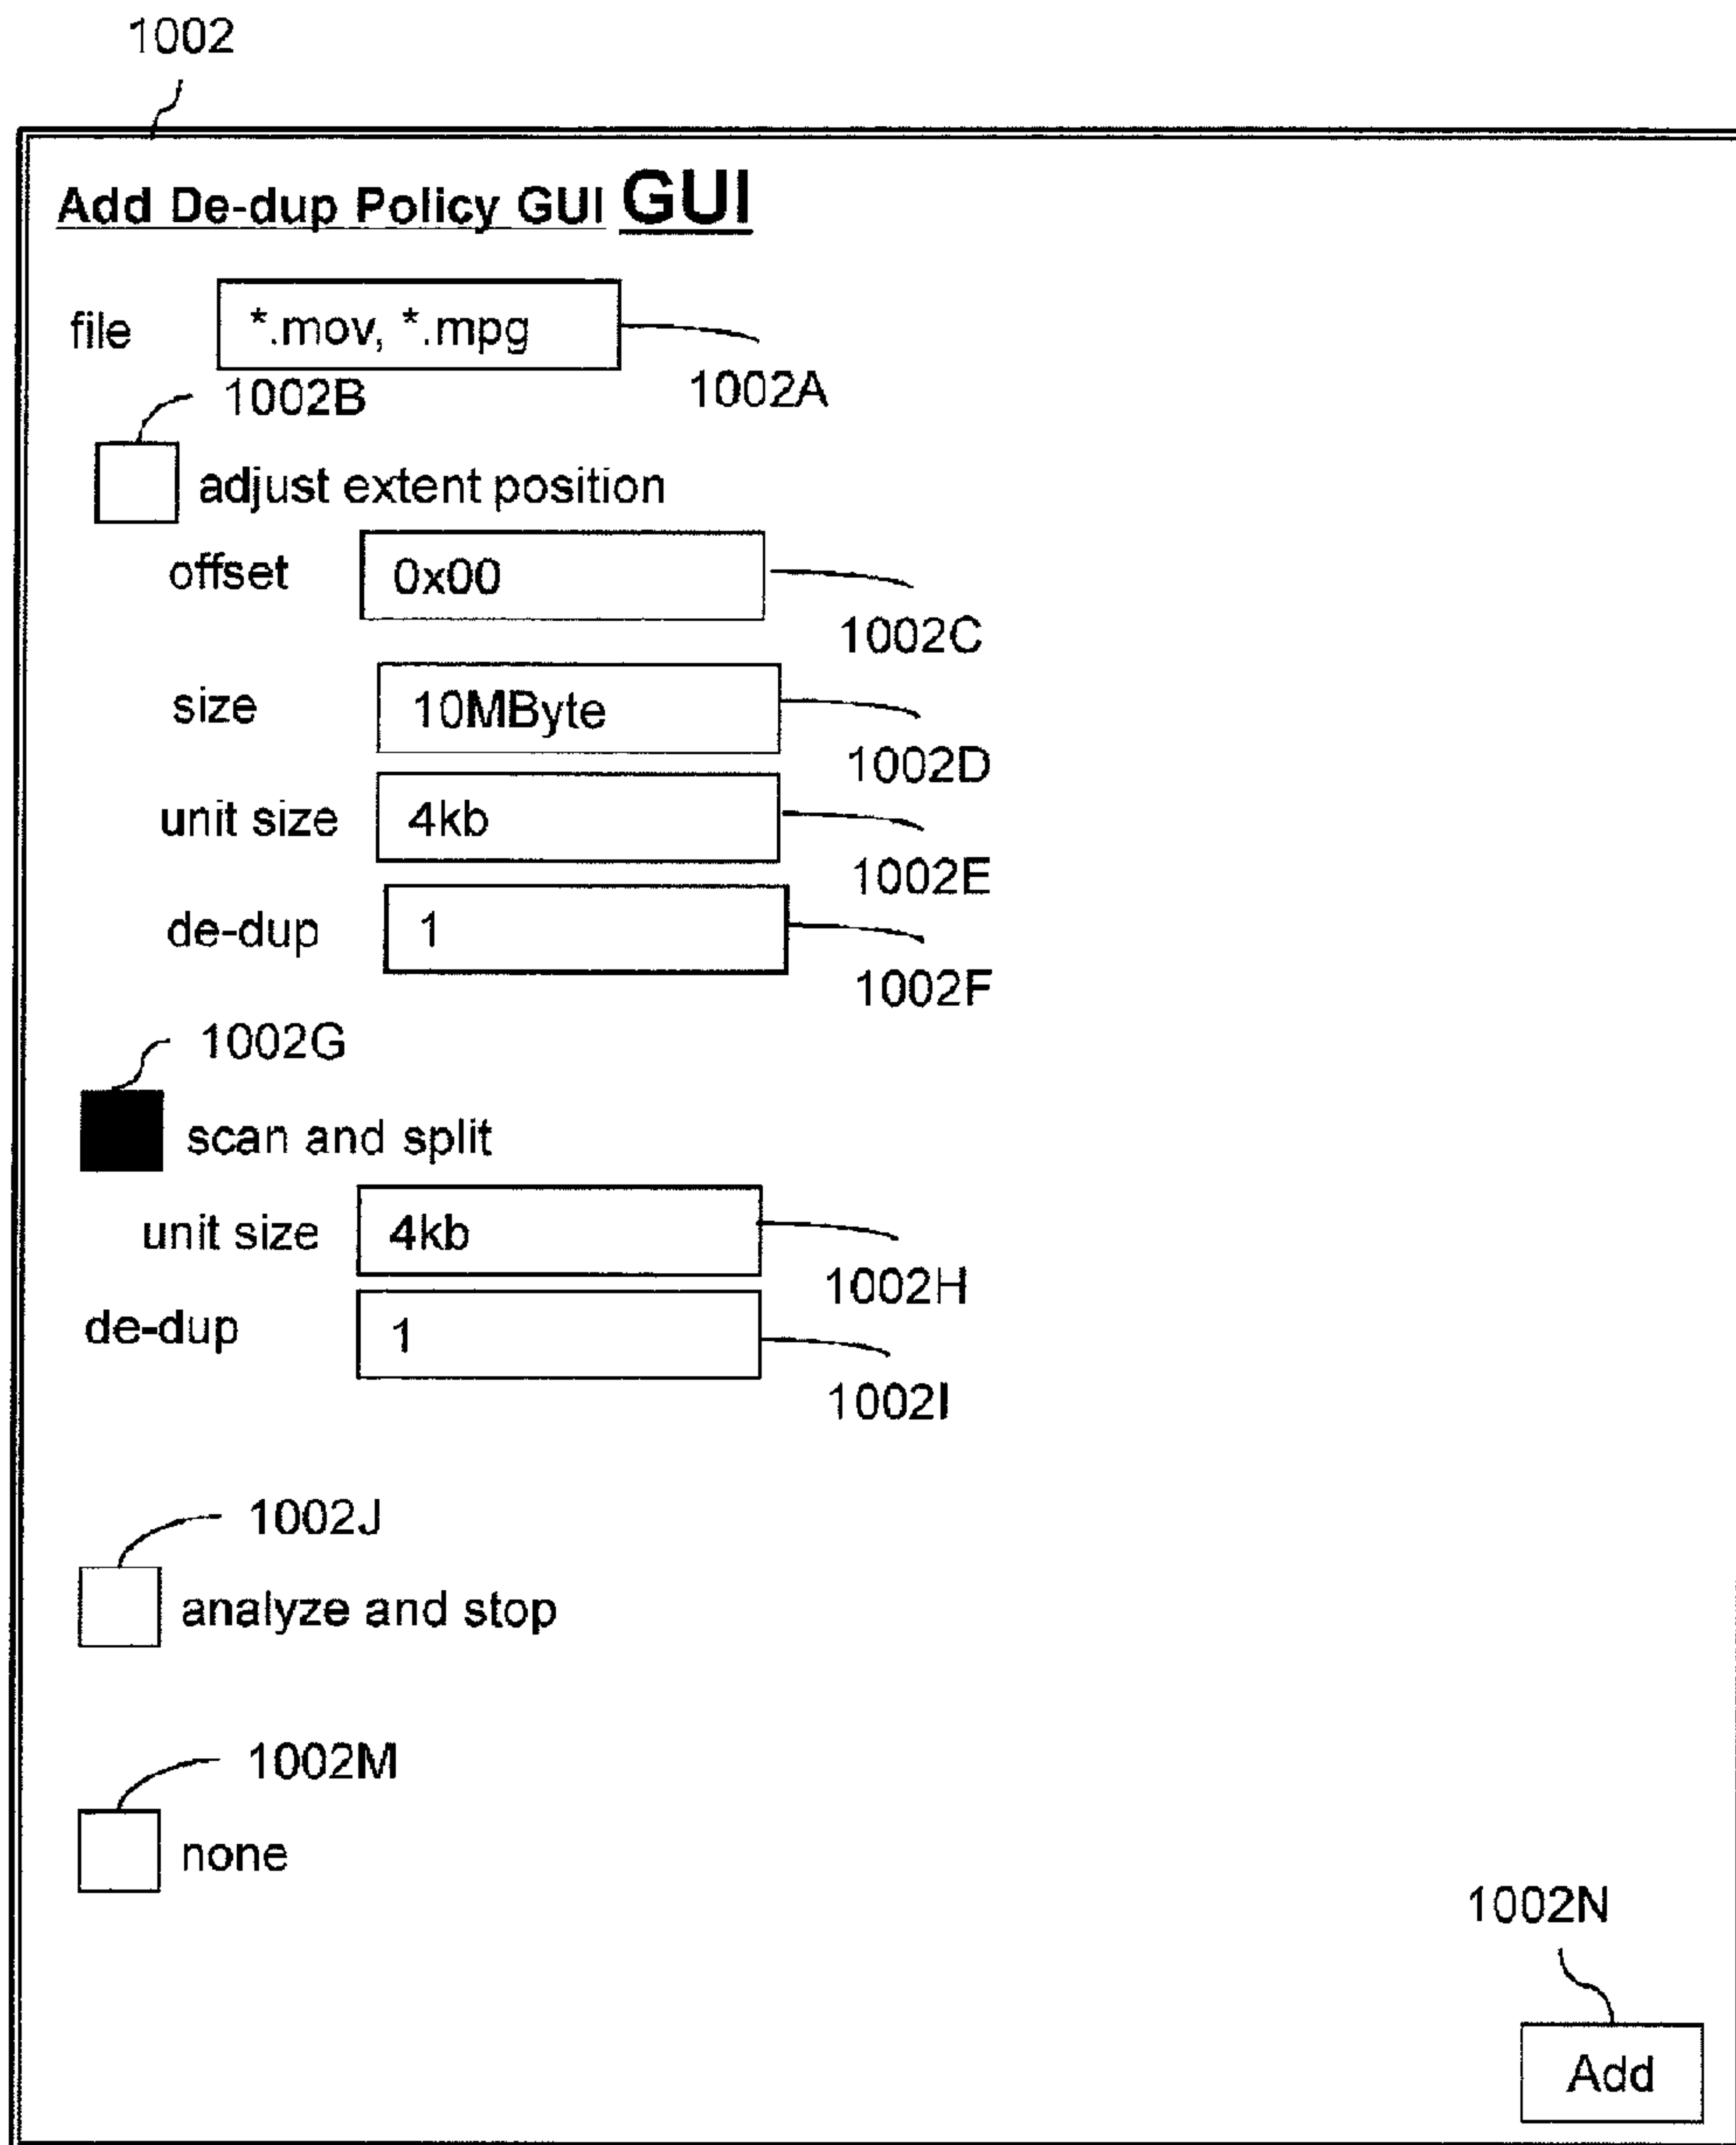 1002
Add De-dup Policy GUI GUI
file *.mov, *.mpg
1002B 1002A
adjust extent position
offset 0x00
1002C
size 10MByte
1002D
unit size 4kb
1002E
de-dup 1
1002F
1002G
scan and split
unit size 4kb
1002H
de-dup 1
1002I
1002J
analyze and stop
1002M
none
1002N
Add